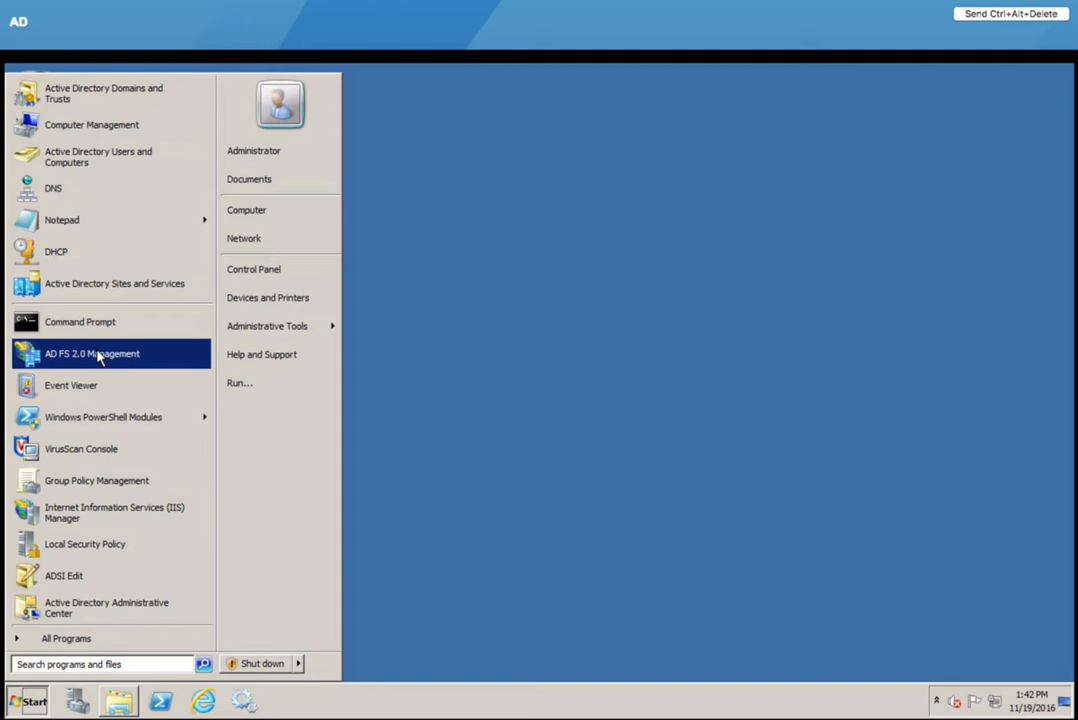 AD
Send Ctrl+Alt+Delete
Active Directory Domains and
Trusts
Computer Management
Active Directory Users and
Computers
DNS
Notepad
DHCP
Active Directory Sites and Services
Command Prompt
AD FS 2.0 Management
Event Viewer
Windows PowerShell Modules
VirusScan Console
Group Policy Management
Internet Information Services (IIS)
Manager
Local Security Policy
ADSI Edit
Active Directory Administrative
Center
All Programs
Search programs and files
Administrator
Documents
Computer
Network
Control Panel
Devices and Printers
Administrative Tools
Help and Support
Run...
Shut down
Start
1:42 PM
11/19/2016